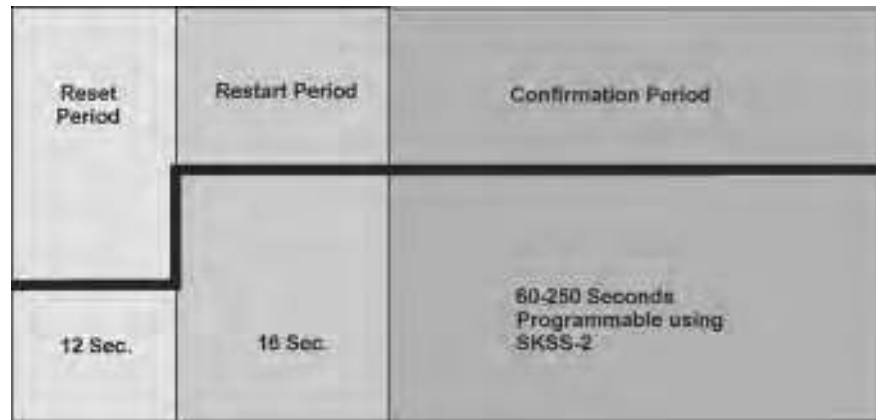 Reset
Period
Restart Period
Confirmation Period
12 Sec.
16 Sec.
60-250 Seconds
Programmable using
SKSS-2